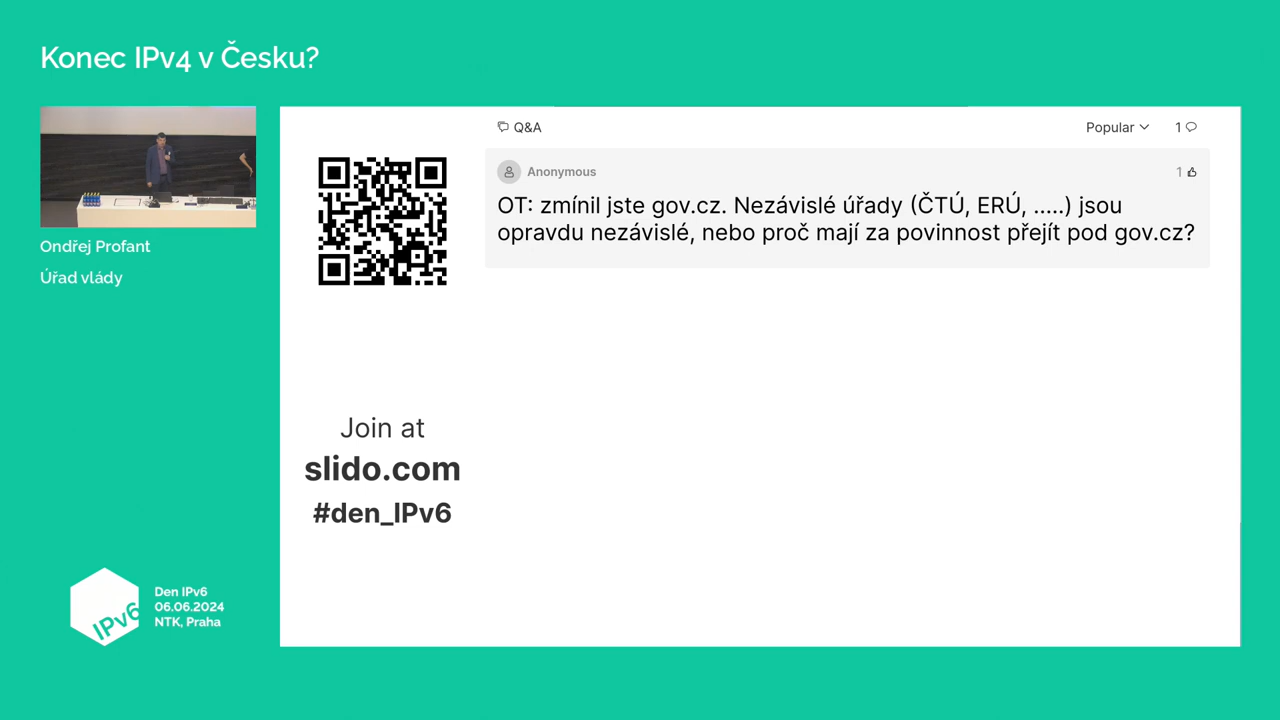 Konec IPv4 v Česku?
Ondřej Profant
Úřad vlády
Q&A
Popular
1
Anonymous
1
OT: zmínil jste gov.cz. Nezávislé úřady (ČTÚ, ERÚ, .....) jsou
opravdu nezávislé, nebo proč mají za povinnost přejít pod gov.cz?
Join at
slido.com
#den_IPv6
IPv6
Den IPv6
06.06.2024
NTK, Praha